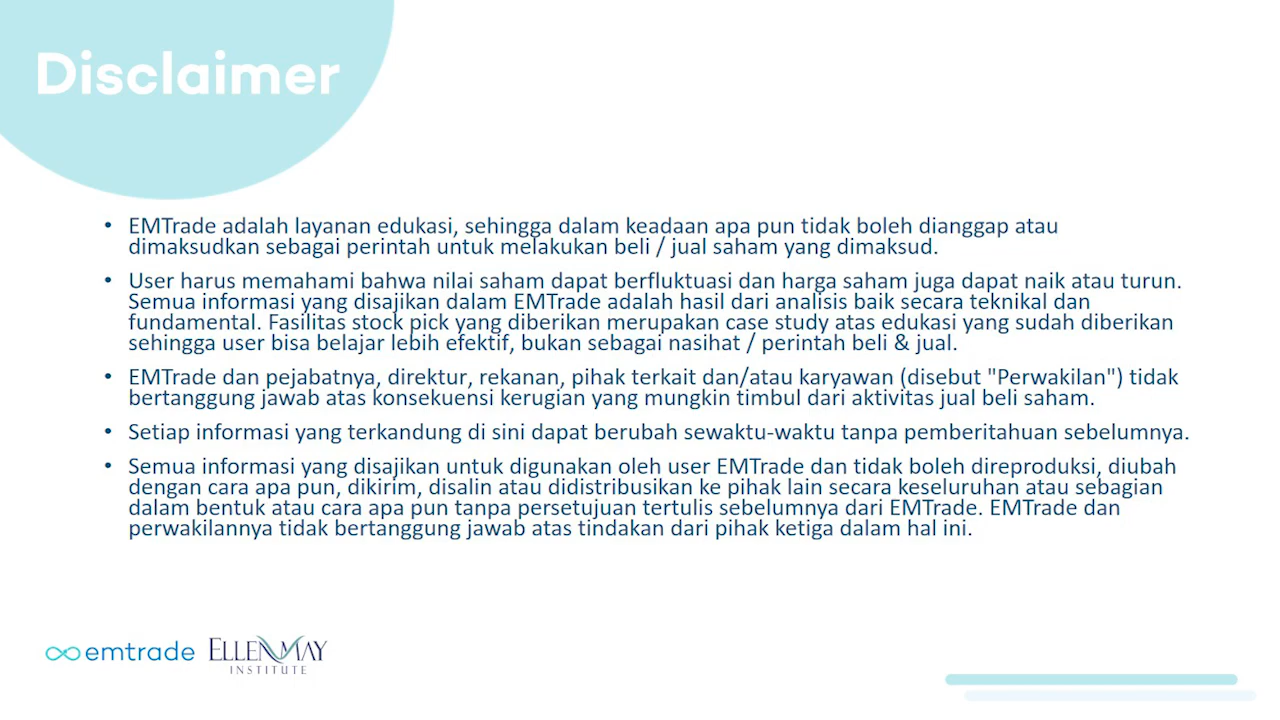 Disclaimer
• EMTrade adalah layanan edukasi, sehingga dalam keadaan apa pun tidak boleh dianggap atau
dimaksudkan sebagai perintah untuk melakukan beli / jual saham yang dimaksud.
• User harus memahami bahwa nilai saham dapat berfluktuasi dan harga saham juga dapat naik atau turun.
Semua informasi yang disajikan dalam EMTrade adalah hasil dari analisis baik secara teknikal dan
fundamental. Fasilitas stock pick yang diberikan merupakan case study atas edukasi yang sudah diberikan
sehingga user bisa belajar lebih efektif, bukan sebagai nasihat / perintah beli & jual.
• EMTrade dan pejabatnya, direktur, rekanan, pihak terkait dan/atau karyawan (disebut "Perwakilan") tidak
bertanggung jawab atas konsekuensi kerugian yang mungkin timbul dari aktivitas jual beli saham.
• Setiap informasi yang terkandung di sini dapat berubah sewaktu-waktu tanpa pemberitahuan sebelumnya.
• Semua informasi yang disajikan untuk digunakan oleh user EMTrade dan tidak boleh direproduksi, diubah
dengan cara apa pun, dikirim, disalin atau didistribusikan ke pihak lain secara keseluruhan atau sebagian
dalam bentuk atau cara apa pun tanpa persetujuan tertulis sebelumnya dari EMTrade. EMTrade dan
perwakilannya tidak bertanggung jawab atas tindakan dari pihak ketiga dalam hal ini.
emtrade ELLEN MAY
INSTITUTE